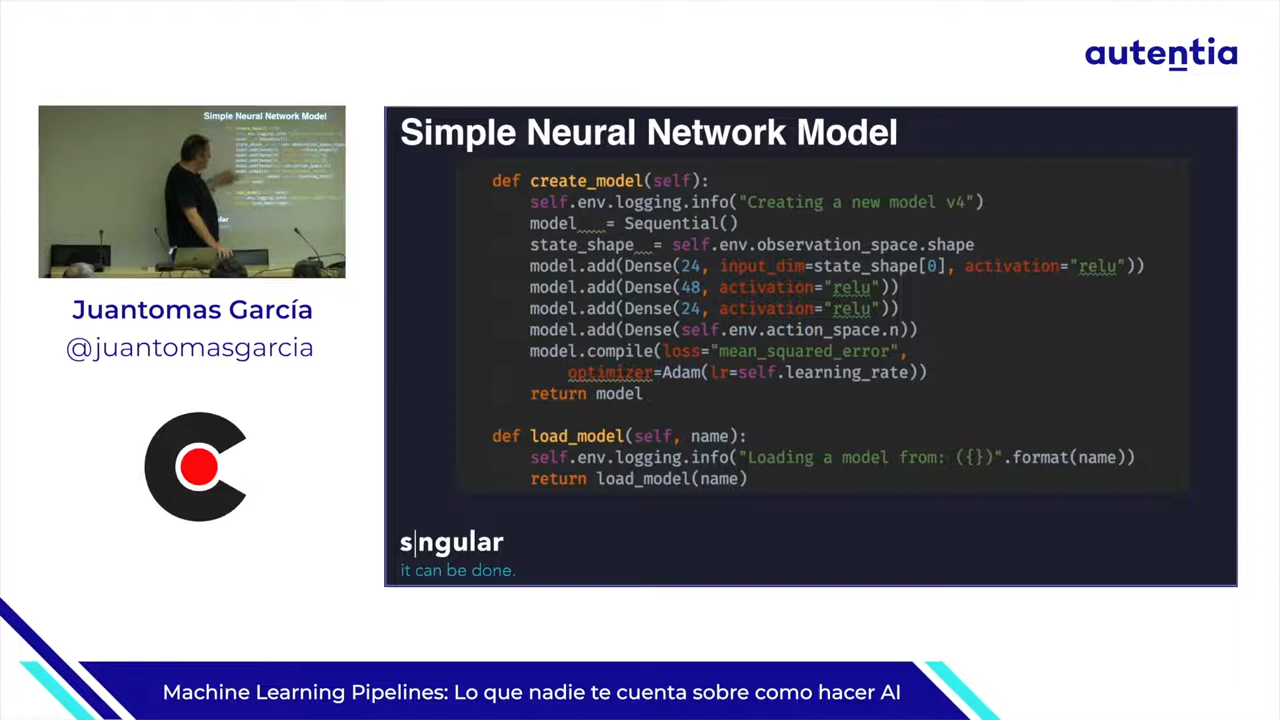 autentia
Simple Neural Network Model
Juantomas García
@juantomasgarcia
Simple Neural Network Model
def create_model(self):
self.env.logging.info("Creating a new model v4")
model    = Sequential()
state_shape  = self.env.observation_space.shape
model.add(Dense(24, input_dim=state_shape[0], activation="relu"))
model.add(Dense(48, activation="relu"))
model.add(Dense(24, activation="relu"))
model.add(Dense(self.env.action_space.n))
model.compile(loss="mean_squared_error",
optimizer=Adam(lr=self.learning_rate))
return model
def load_model(self, name):
self.env.logging.info("Loading a model from: ({})".format(name))
return load_model(name)
s|ngular
it can be done.
Machine Learning Pipelines: Lo que nadie te cuenta sobre como hacer AI